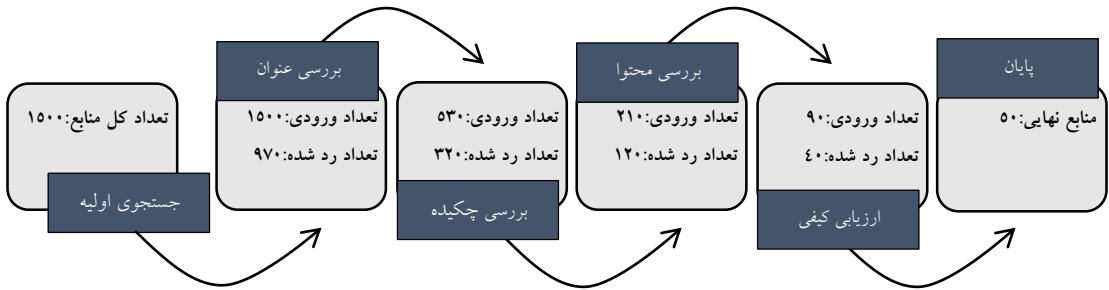 تعداد کل منابع:۱۵۰۰
جستجوی اولیه
بررسی عنوان
تعداد ورودی:۱۵۰۰
تعداد رد شده:۹۷۰
تعداد ورودی:۵۳۰
تعداد رد شده:۳۲۰
بررسی چکیده
بررسی محتوا
تعداد ورودی:۲۱۰
تعداد رد شده:۱۲۰
تعداد ورودی:۹۰
تعداد رد شده:٤۰
ارزیابی کیفی
پایان
منابع نهایی:۵۰